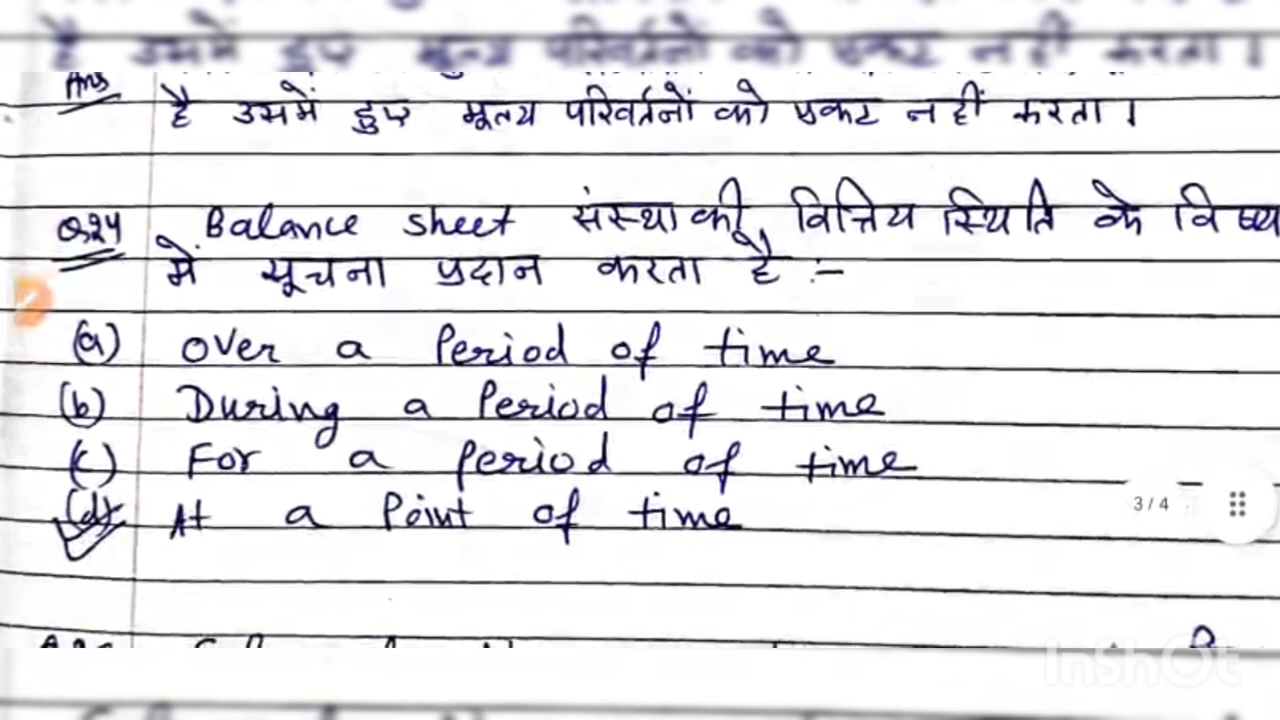 है उसमें हुए मूल्य परिवर्तनों को प्रकट नहीं करता ।
Ans
है उसमें हुए मूल्य परिवर्तनों को प्रकट नहीं करता ।
Q.24 Balance sheet संस्था की वित्तिय स्थिति के विषय
में सूचना प्रदान करता है :-
(a) over a Period of time
(b) During a Period of time
(c) For a period of time
(d) At a Point of time
3/4
InShOt